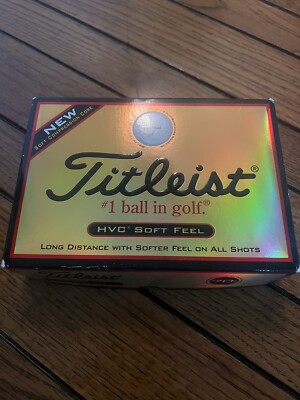 NEW
SOFT COMPRESSION CORE
Titleist®
#1 ball in golf.®
HVC® SOFT FEEL
LONG DISTANCE WITH SOFTER FEEL ON ALL SHOTS
Titleist